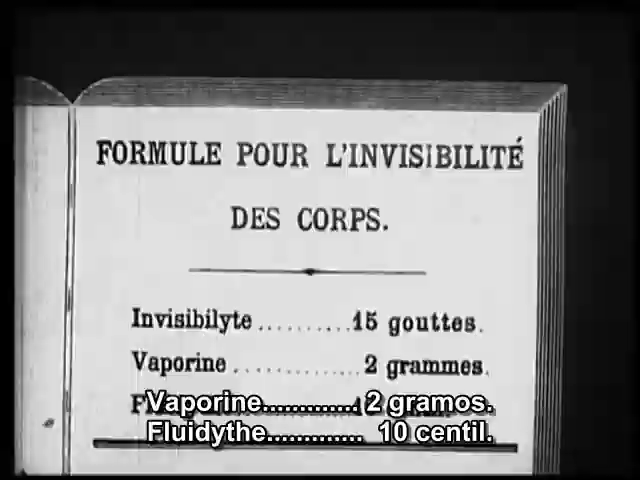 FORMULE POUR L'INVISIBILITÉ
DES CORPS.
Invisibilyte..........15 gouttes.
Vaporine............. 2 grammes.
Vaporine............. 2 gramos.
Fluidythe............. 10 centil.